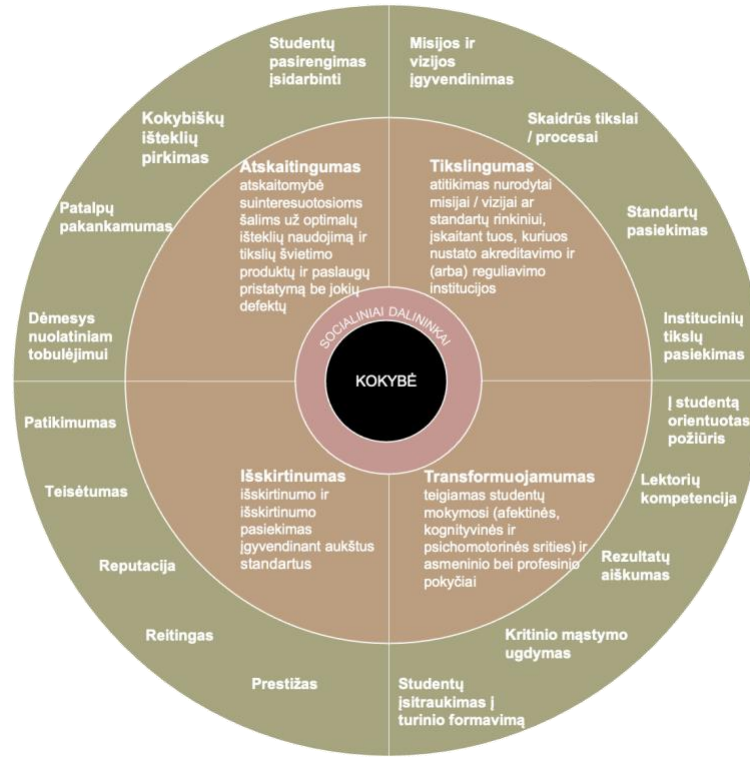 Studentų
pasirengimas
įsidarbinti
Misijos ir
vizijos
įgyvendinimas
Kokybiškų
išteklių
pirkimas
Skaidrūs tikslai
/ procesai
Patalpų
pakankamumas
Standartų
pasiekimas
Dėmesys
nuolatiniam
tobulėjimui
Institucinių
tikslų
pasiekimas
Atskaitingumas
atskaitomybė
suinteresuotosioms
šalims už optimalų
išteklių naudojimą ir
tikslių švietimo
produktų ir paslaugų
pristatymą be jokių
defektų
Tikslingumas
atitikimas nurodytai
misijai / vizijai ar
standartų rinkiniui,
įskaitant tuos, kuriuos
nustato akreditavimo ir
(arba) reguliavimo
institucijos
SOCIALINIAI DALININKAI
KOKYBĖ
Patikimumas
Teisėtumas
Reputacija
Reitingas
Prestižas
Išskirtinumas
išskirtinumo ir
išskirtinumo
pasiekimas
įgyvendinant aukštus
standartus
Transformuojamumas
teigiamas studentų
mokymosi (afektinės,
kognityvinės ir
psichomotorinės srities) ir
asmeninio bei profesinio
pokyčiai
Į studentą
orientuotas
požiūris
Lektorių
kompetencija
Rezultatų
aiškumas
Kritinio mąstymo
ugdymas
Studentų
įsitraukimas į
turinio formavimą